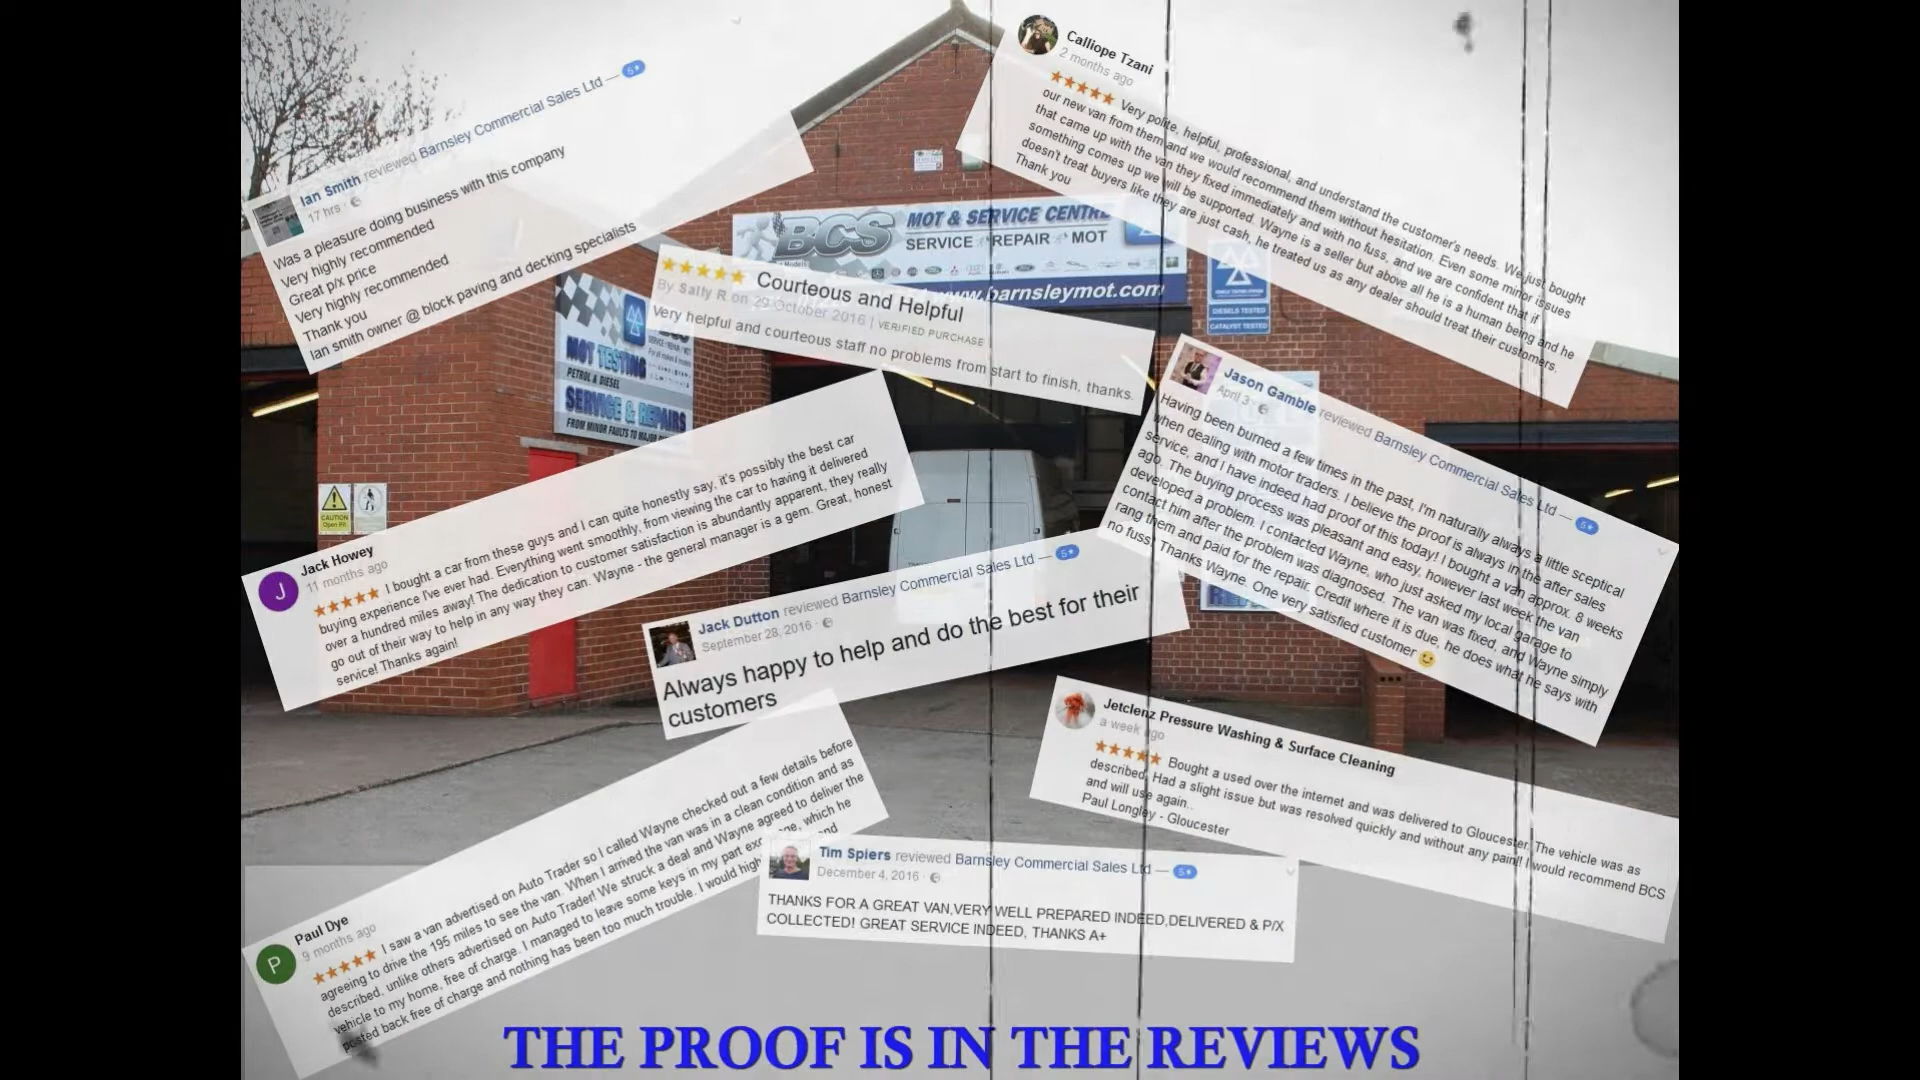 Ian Smith reviewed Barnsley Commercial Sales Ltd — 5★
17 hrs ·
Was a pleasure doing business with this company
Very highly recommended
Great p/x price
Very highly recommended
Thank you
Ian smith owner @ block paving and decking specialists
Calliope Tzani
2 months ago
★★★★★ Very polite, helpful, professional, and understand the customer's needs. We just bought
our new van from them and we would recommend them without hesitation. Even some minor issues
that came up with the van they fixed immediately and with no fuss, and we are confident that if
something comes up we will be supported. Wayne is a seller but above all he is a human being and he
doesn't treat buyers like they are just cash, he treated us as any dealer should treat their customers.
Thank you
BCS
MOT & SERVICE CENTRE
SERVICE REPAIR MOT
www.barnsleymot.com
DIESELS TESTED
CATALYST TESTED
MOT TESTING
PETROL & DIESEL
SERVICE & REPAIRS
FROM MINOR FAULTS TO MAJOR
★★★★★ Courteous and Helpful
By Sally R on 29 October 2016 | VERIFIED PURCHASE
Very helpful and courteous staff no problems from start to finish, thanks.
Jason Gamble reviewed Barnsley Commercial Sales Ltd — 5★
April 3 ·
Having been burned a few times in the past, I'm naturally always a little sceptical
when dealing with motor traders. I believe the proof is always in the after sales
service, and I have indeed had proof of this today! I bought a van approx. 8 weeks
ago. The buying process was pleasant and easy, however last week the van
developed a problem. I contacted Wayne, who just asked my local garage to
contact him after the problem was diagnosed. The van was fixed, and Wayne simply
rang them and paid for the repair. Credit where it is due, he does what he says with
no fuss. Thanks Wayne. One very satisfied customer
CAUTION
Open Pit
Jack Howey
11 months ago
★★★★★ I bought a car from these guys and I can quite honestly say, it's possibly the best car
buying experience I've ever had. Everything went smoothly, from viewing the car to having it delivered
over a hundred miles away! The dedication to customer satisfaction is abundantly apparent, they really
go out of their way to help in any way they can. Wayne - the general manager is a gem. Great, honest
service! Thanks again!
Jack Dutton reviewed Barnsley Commercial Sales Ltd — 5★
September 28, 2016 ·
Always happy to help and do the best for their
customers
Jetclenz Pressure Washing & Surface Cleaning
a week ago
★★★★★ Bought a used over the internet and was delivered to Gloucester. The vehicle was as
described. Had a slight issue but was resolved quickly and without any pain!! I would recommend BCS
and will use again..
Paul Longley - Gloucester
Paul Dye
9 months ago
★★★★★ I saw a van advertised on Auto Trader so I called Wayne checked out a few details before
agreeing to drive the 195 miles to see the van. When I arrived the van was in a clean condition and as
described, unlike others advertised on Auto Trader! We struck a deal and Wayne agreed to deliver the
vehicle to my home, free of charge. I managed to leave some keys in my part which he
posted back free of charge and nothing has been too much trouble. I would
Tim Spiers reviewed Barnsley Commercial Sales Ltd — 5★
December 4, 2016 ·
THANKS FOR A GREAT VAN,VERY WELL PREPARED INDEED,DELIVERED & P/X
COLLECTED! GREAT SERVICE INDEED, THANKS A+
THE PROOF IS IN THE REVIEWS